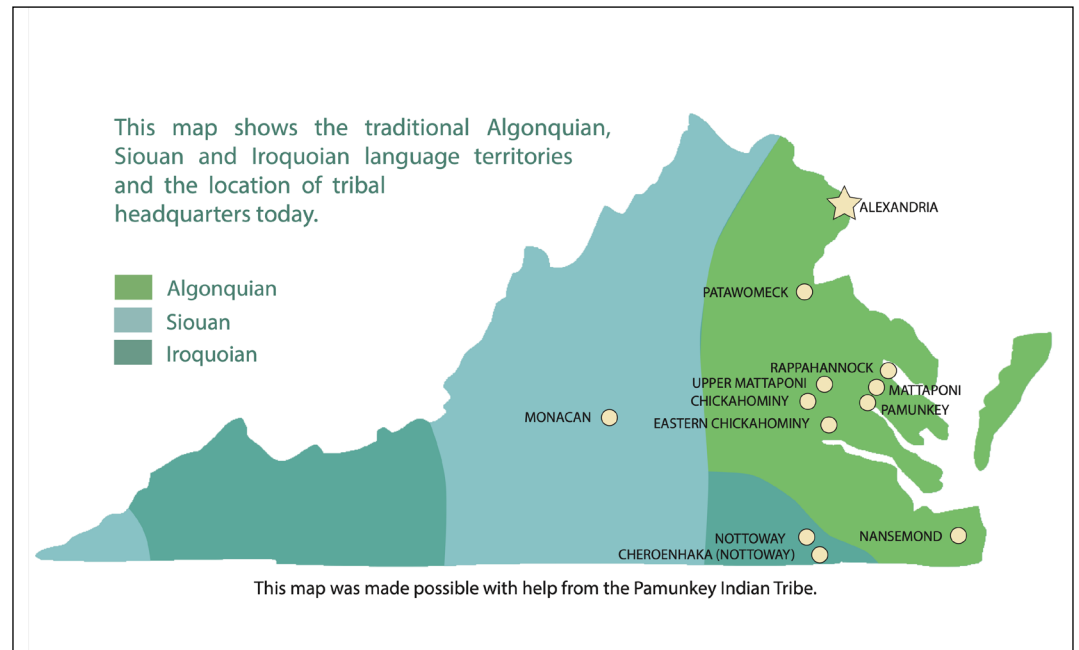 This map shows the traditional Algonquian,
Siouan and Iroquoian language territories
and the location of tribal
headquarters today.
Algonquian
Siouan
Iroquoian
ALEXANDRIA
PATAWOMECK
RAPPAHANNOCK
UPPER MATTAPONI
MATTAPONI
CHICKAHOMINY
PAMUNKEY
MONACAN
EASTERN CHICKAHOMINY
NOTTOWAY
NANSEMOND
CHEROENHAKA (NOTTOWAY)
This map was made possible with help from the Pamunkey Indian Tribe.